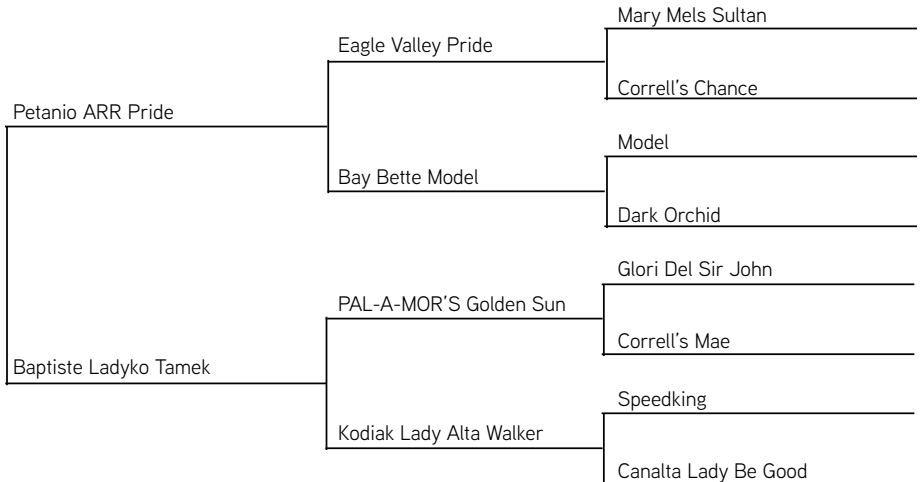 Mary Mels Sultan
Eagle Valley Pride
Correll's Chance
Petanio ARR Pride
Model
Bay Bette Model
Dark Orchid
Glori Del Sir John
PAL-A-MOR'S Golden Sun
Correll's Mae
Baptiste Ladyko Tamek
Speedking
Kodiak Lady Alta Walker
Canalta Lady Be Good